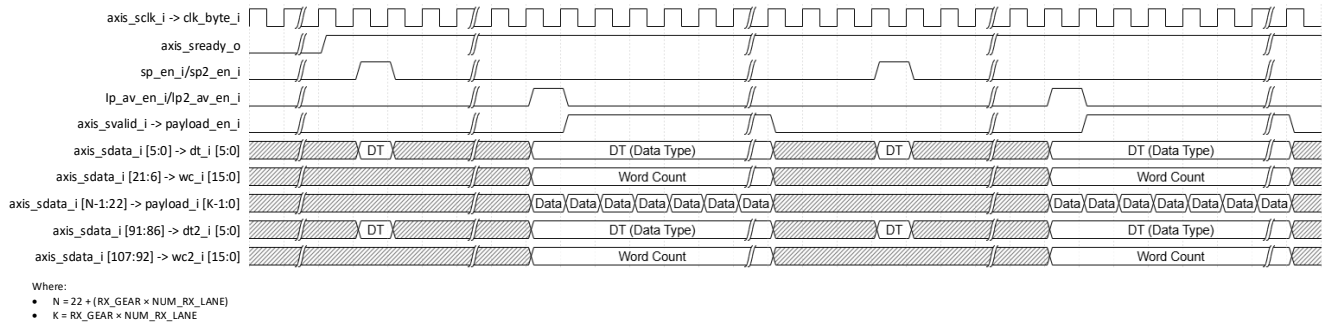 axis_sclk_i -> clk_byte_i
axis_sready_o
sp_en_i/sp2_en_i
lp_av_en_i/lp2_av_en_i
axis_svalid_i -> payload_en_i
axis_sdata_i [5:0] -> dt_i [5:0] DT DT (Data Type) DT DT (Data Type)
axis_sdata_i [21:6] -> wc_i [15:0] Word Count Word Count
axis_sdata_i [N-1:22] -> payload_i [K-1:0] Data Data Data Data Data Data Data Data Data Data Data Data Data Data
axis_sdata_i [91:86] -> dt2_i [5:0] DT DT (Data Type) DT DT (Data Type)
axis_sdata_i [107:92] -> wc2_i [15:0] Word Count Word Count
Where:
• N = 22 + (RX_GEAR × NUM_RX_LANE)
• K = RX_GEAR × NUM_RX_LANE